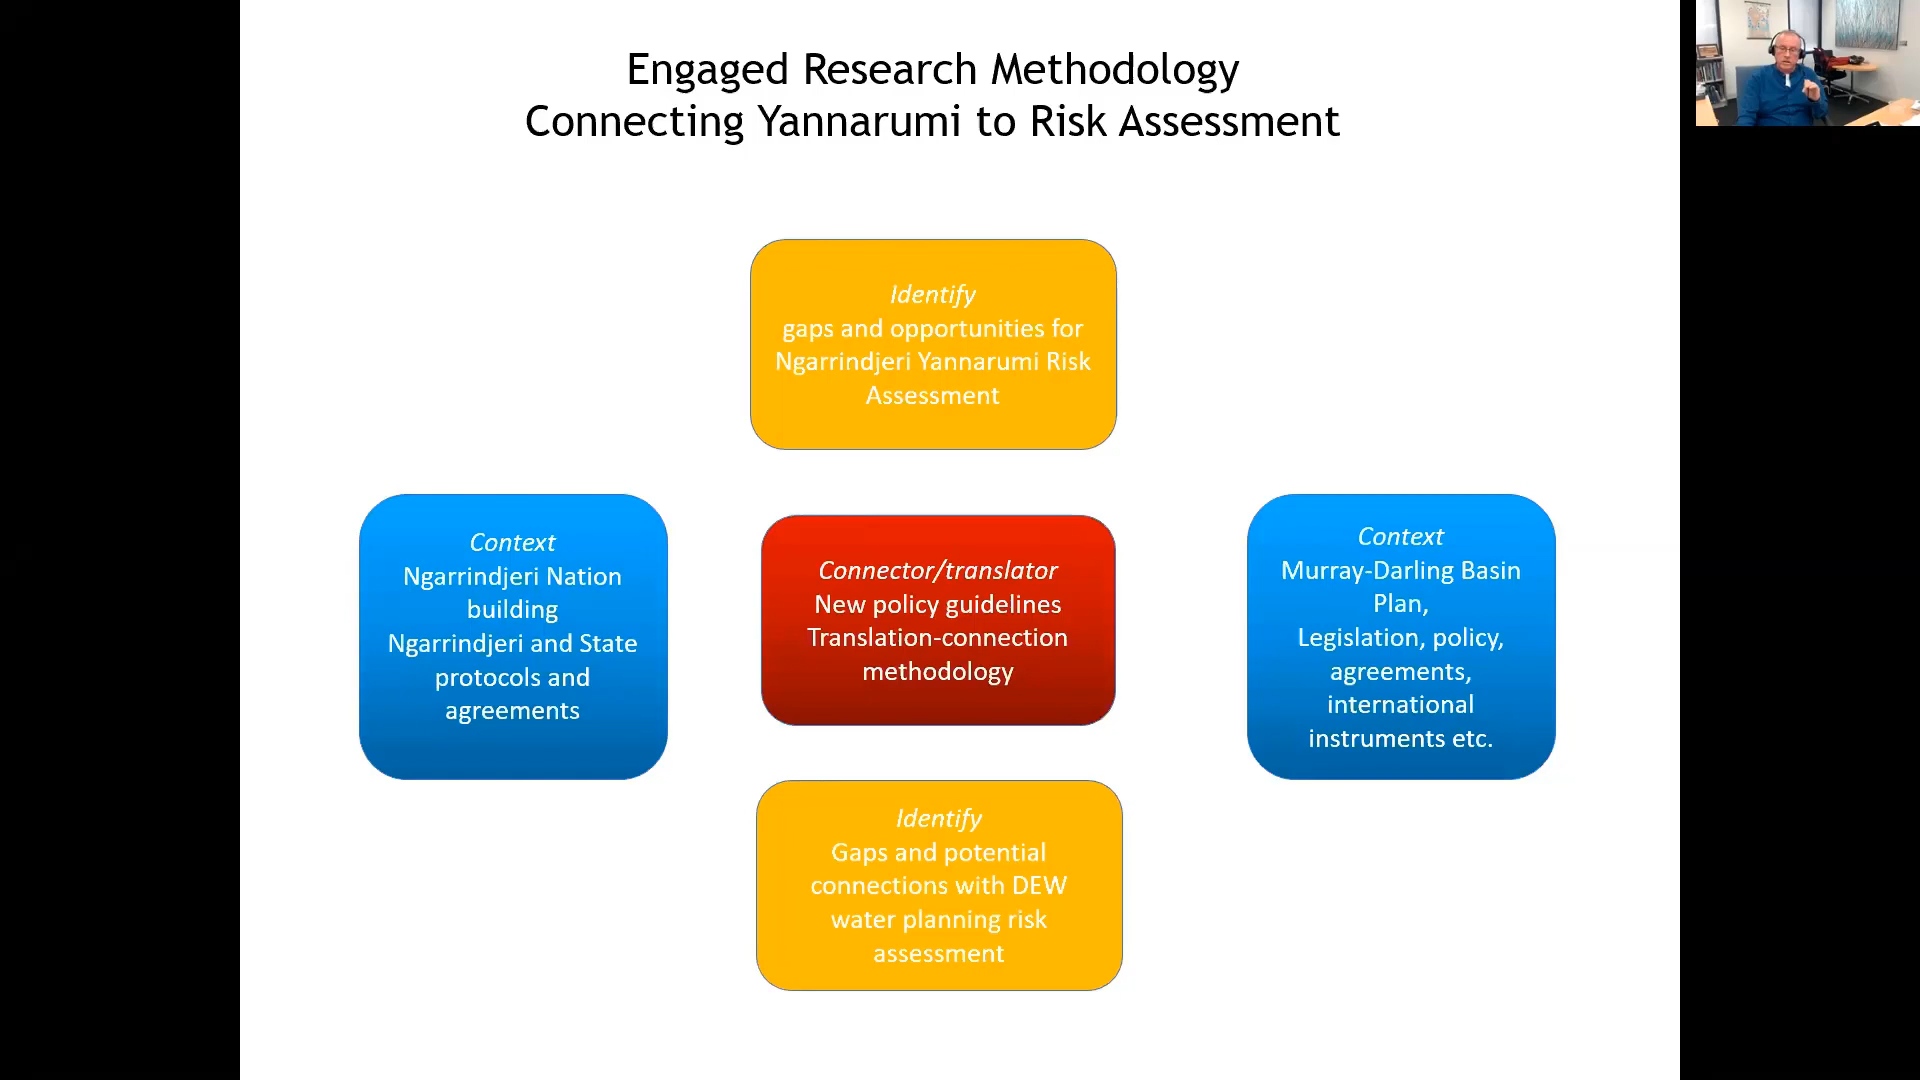 Engaged Research Methodology
Connecting Yannarumi to Risk Assessment
Identify
gaps and opportunities for
Ngarrindjeri Yannarumi Risk
Assessment
Context
Ngarrindjeri Nation
building
Ngarrindjeri and State
protocols and
agreements
Connector/translator
New policy guidelines
Translation-connection
methodology
Context
Murray-Darling Basin
Plan,
Legislation, policy,
agreements,
international
instruments etc.
Identify
Gaps and potential
connections with DEW
water planning risk
assessment